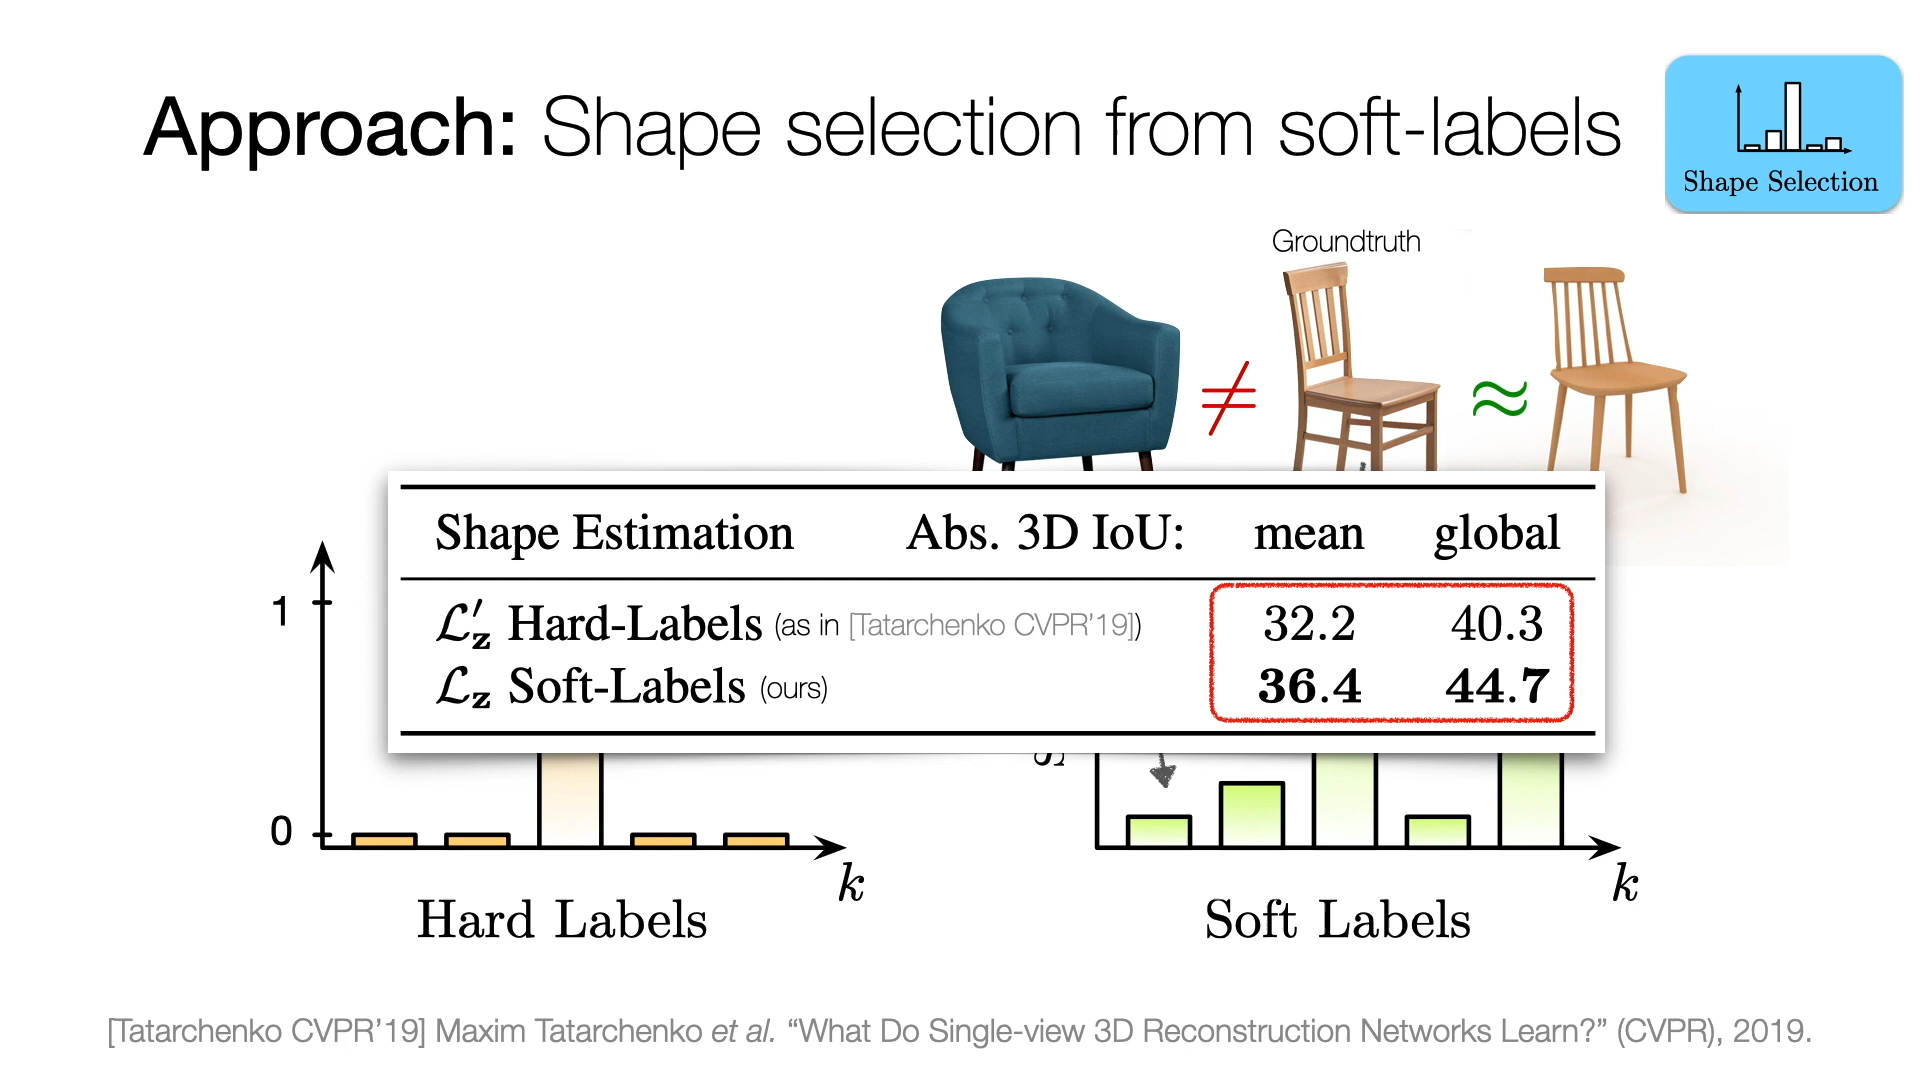 Approach: Shape selection from soft-labels
Shape Selection
Groundtruth
≠
≈
Shape Estimation Abs. 3D IoU: mean global
ℒ′𝐳 Hard-Labels (as in [Tatarchenko CVPR'19]) 32.2 40.3
ℒ𝐳 Soft-Labels (ours) 36.4 44.7
1
0
k
Hard Labels
k
Soft Labels
[Tatarchenko CVPR'19] Maxim Tatarchenko et al. “What Do Single-view 3D Reconstruction Networks Learn?” (CVPR), 2019.